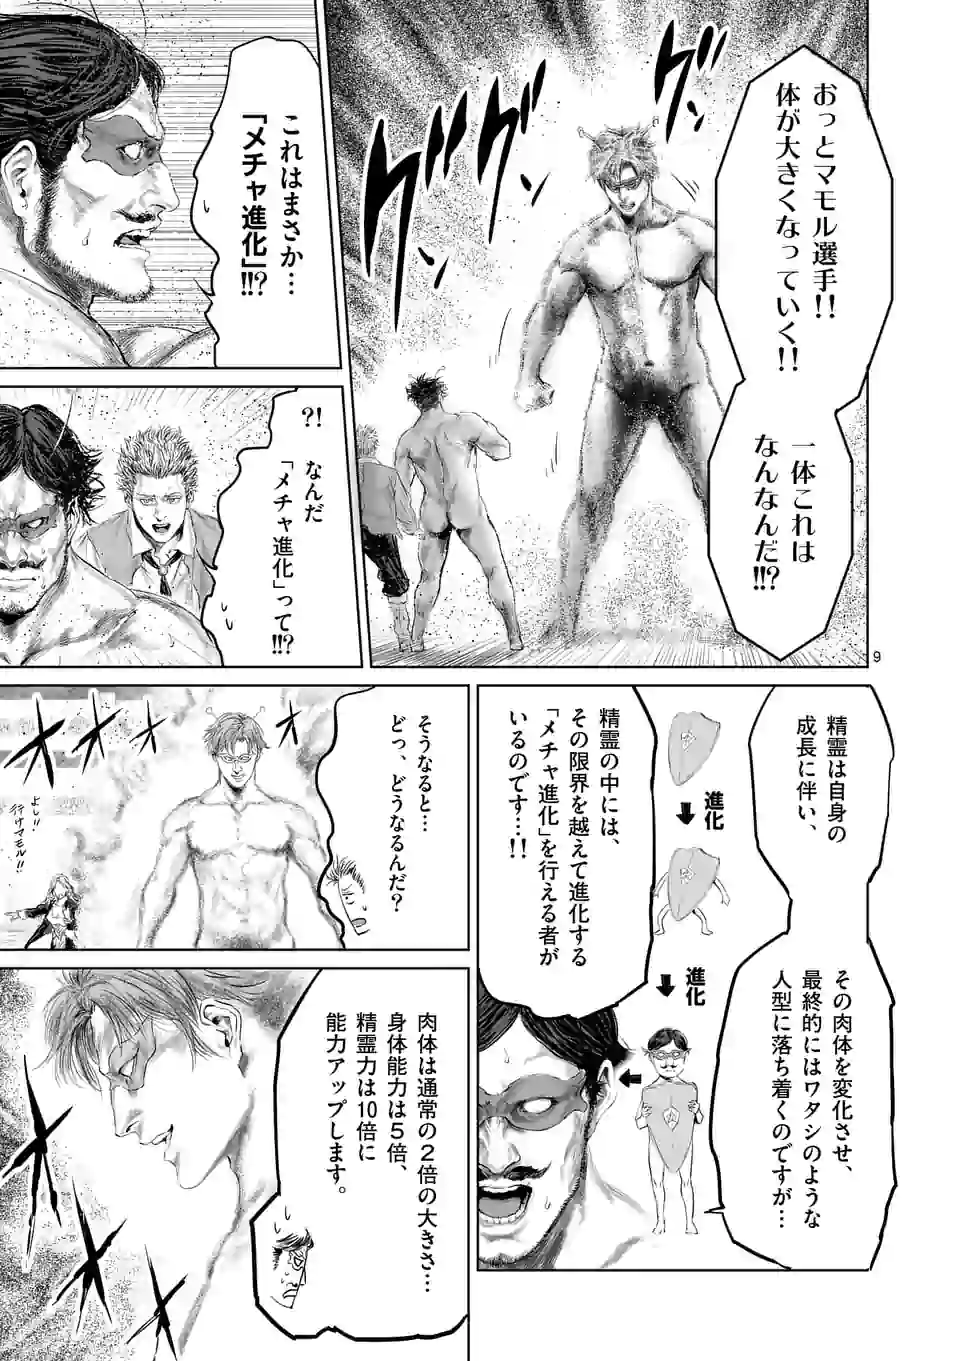 おっとマモル選手!!
体が大きくなっていく!!
一体これは
なんなんだ!!?
ズズズズ
これはまさか…
「メチャ進化」!!?
?!
なんだ
「メチャ進化」って!!?
9
精霊は自身の
成長に伴い、
その肉体を変化させ、
最終的にはワタシのような
人型に落ち着くのですが…
進化
進化
精霊の中には、
その限界を越えて進化する
「メチャ進化」を行える者が
いるのです…!!
そうなると…
どっ、どうなるんだ?
よし!!
行けマモル!!
肉体は通常の2倍の大きさ…
身体能力は5倍、
精霊力は10倍に
能力アップします。